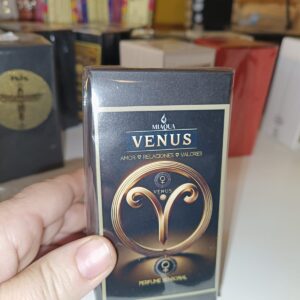 MIAQUA
VENUS
AMOR ♀ RELACIONES ♀ VALORES
VENUS
PERFUME